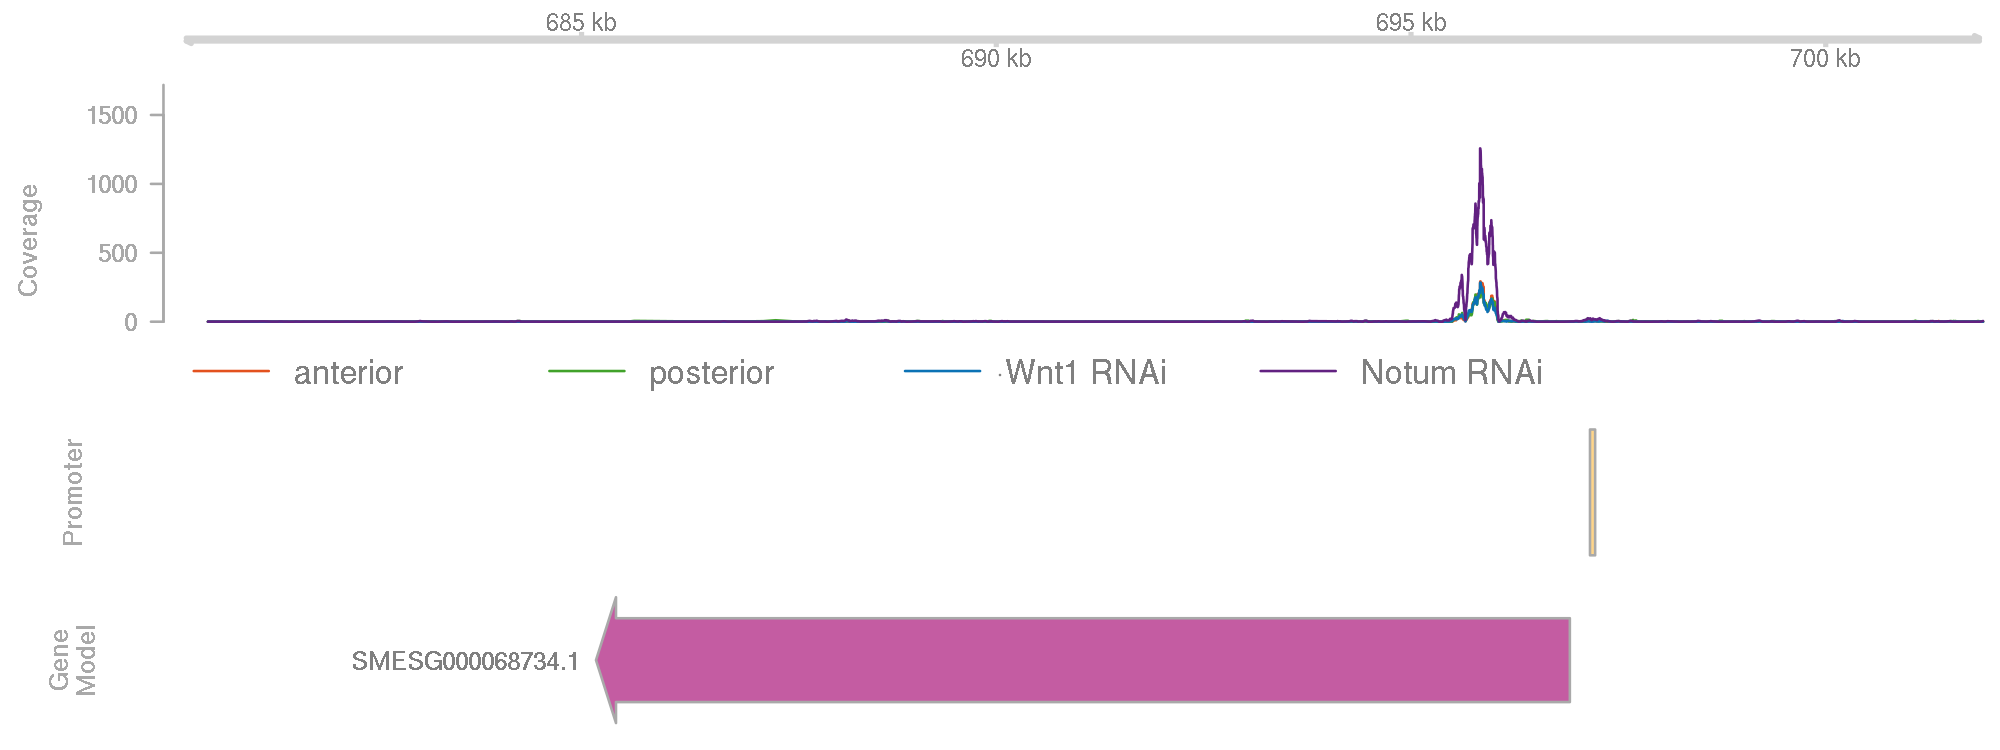 685 kb
695 kb
690 kb
700 kb
Coverage
1500
1000
500
0
anterior
posterior
Wnt1 RNAi
Notum RNAi
Promoter
Gene
Model
SMESG000068734.1